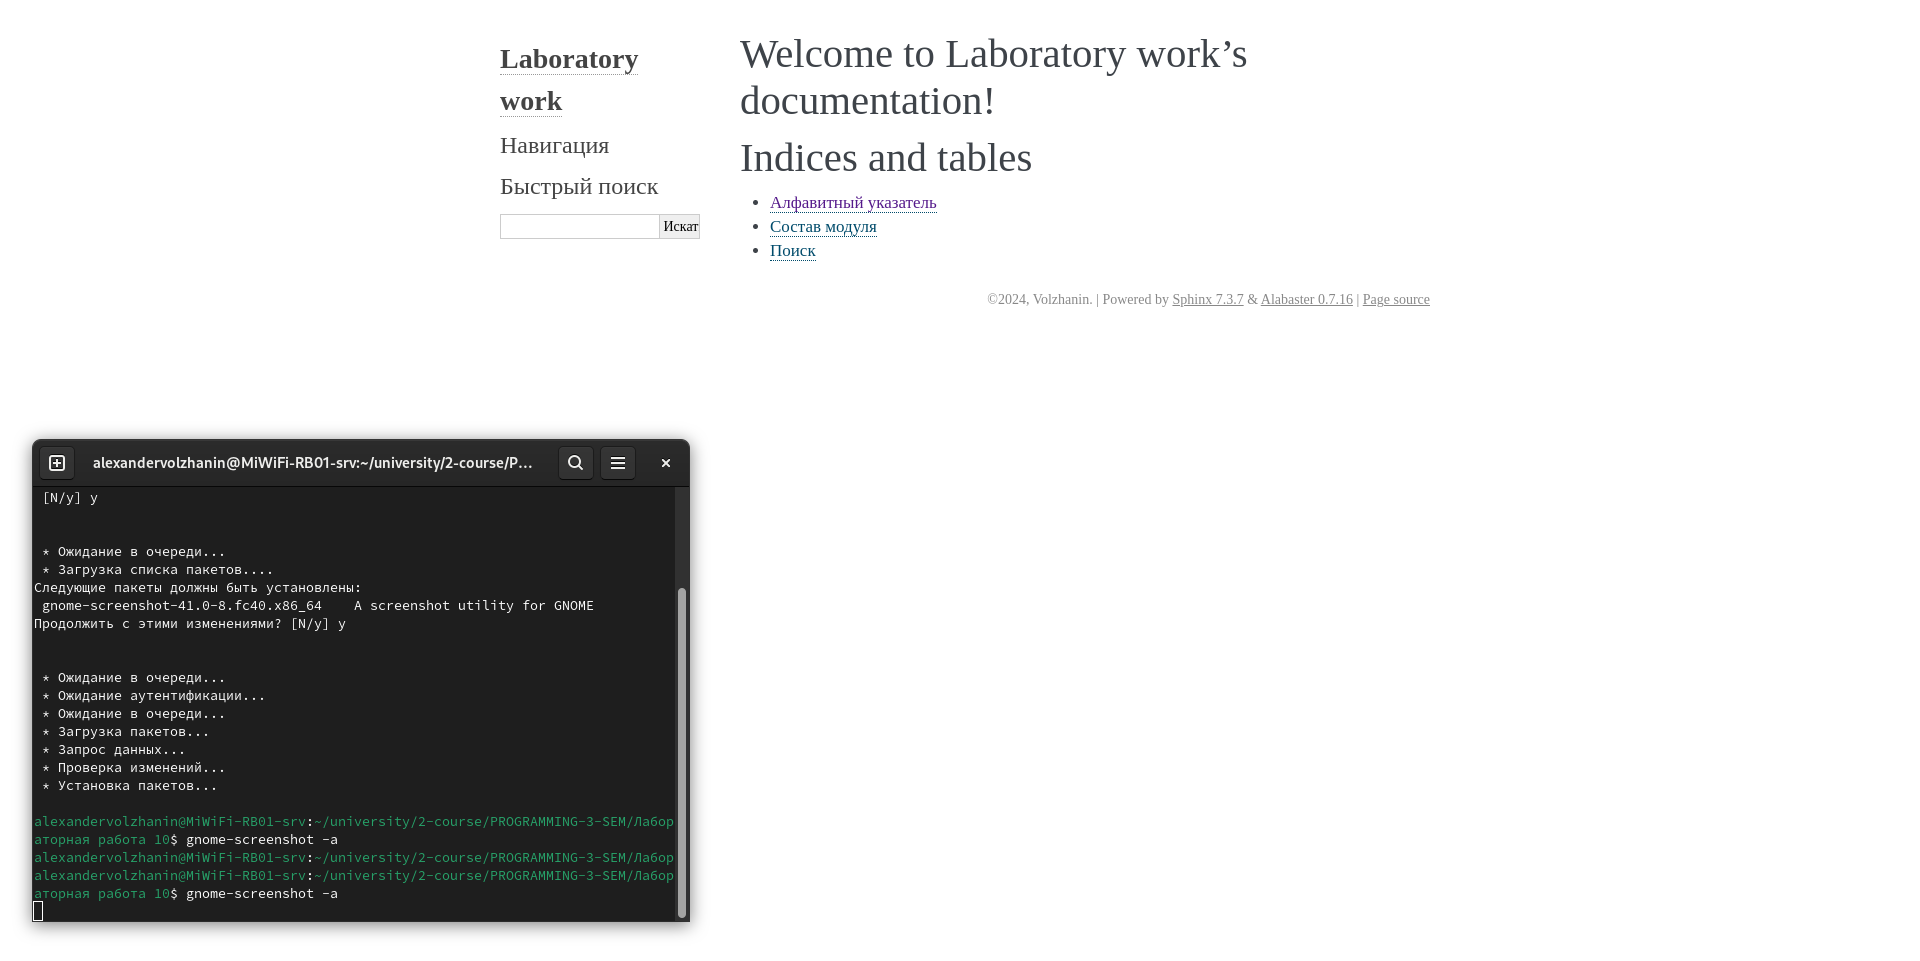 Laboratory
work
Навигация
Быстрый поиск
Искат
Welcome to Laboratory work’s
documentation!
Indices and tables
Алфавитный указатель
Состав модуля
Поиск
©2024, Volzhanin. | Powered by Sphinx 7.3.7 & Alabaster 0.7.16 | Page source
alexandervolzhanin@MiWiFi-RB01-srv:~/university/2-course/P…
[N/y] y
* Ожидание в очереди...
* Загрузка списка пакетов....
Следующие пакеты должны быть установлены:
gnome-screenshot-41.0-8.fc40.x86_64    A screenshot utility for GNOME
Продолжить с этими изменениями? [N/y] y
* Ожидание в очереди...
* Ожидание аутентификации...
* Ожидание в очереди...
* Загрузка пакетов...
* Запрос данных...
* Проверка изменений...
* Установка пакетов...
alexandervolzhanin@MiWiFi-RB01-srv:~/university/2-course/PROGRAMMING-3-SEM/Лабор
аторная работа 10$ gnome-screenshot -a
alexandervolzhanin@MiWiFi-RB01-srv:~/university/2-course/PROGRAMMING-3-SEM/Лабор
alexandervolzhanin@MiWiFi-RB01-srv:~/university/2-course/PROGRAMMING-3-SEM/Лабор
аторная работа 10$ gnome-screenshot -a